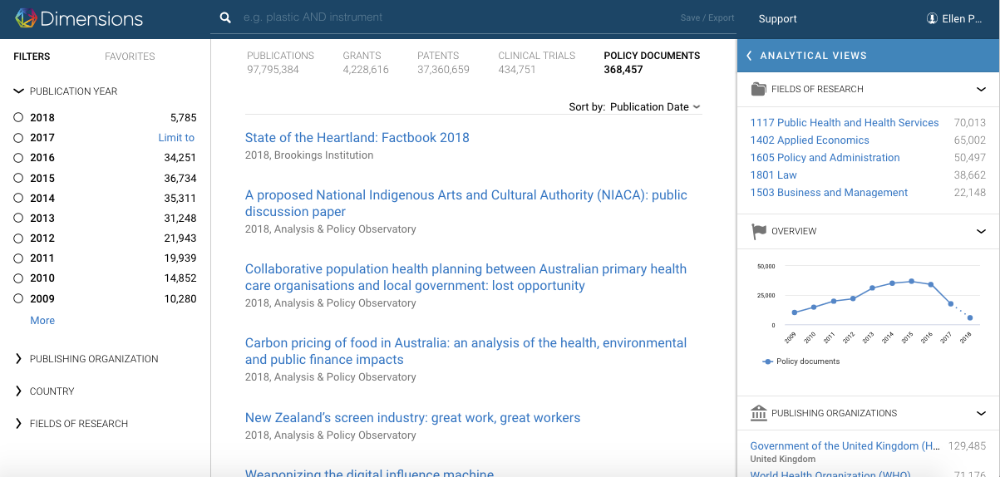 Dimensions
e.g. plastic AND instrument
Save / Export
Support
Ellen P...
FILTERS
FAVORITES
PUBLICATION YEAR
2018 5,785
2017 Limit to
2016 34,251
2015 36,734
2014 35,311
2013 31,248
2012 21,943
2011 19,939
2010 14,852
2009 10,280
More
PUBLISHING ORGANIZATION
COUNTRY
FIELDS OF RESEARCH
PUBLICATIONS GRANTS PATENTS CLINICAL TRIALS POLICY DOCUMENTS
97,795,384 4,228,616 37,360,659 434,751 368,457
Sort by: Publication Date
State of the Heartland: Factbook 2018
2018, Brookings Institution
A proposed National Indigenous Arts and Cultural Authority (NIACA): public
discussion paper
2018, Analysis & Policy Observatory
Collaborative population health planning between Australian primary health
care organisations and local government: lost opportunity
2018, Analysis & Policy Observatory
Carbon pricing of food in Australia: an analysis of the health, environmental
and public finance impacts
2018, Analysis & Policy Observatory
New Zealand's screen industry: great work, great workers
2018, Analysis & Policy Observatory
Weaponizing the digital influence machine
ANALYTICAL VIEWS
FIELDS OF RESEARCH
1117 Public Health and Health Services 70,013
1402 Applied Economics 65,002
1605 Policy and Administration 50,497
1801 Law 38,662
1503 Business and Management 22,148
OVERVIEW
50,000
25,000
0
2009 2010 2011 2012 2013 2014 2015 2016 2017 2018
Policy documents
PUBLISHING ORGANIZATIONS
Government of the United Kingdom (H... 129,485
United Kingdom
World Health Organization (WHO) 71,176